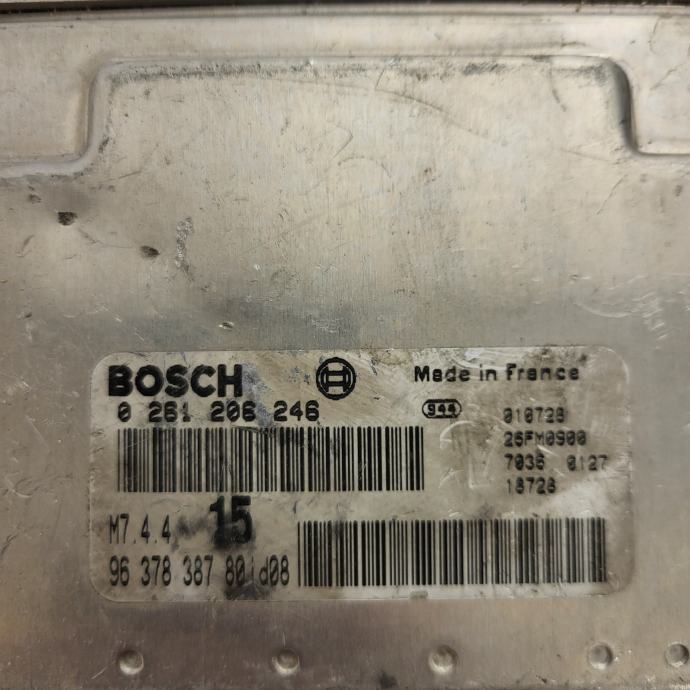 BOSCH
Made in France
0 261 206 246
944
010728
26FM0900
7035 0127
18728
M7.4.4
15
96 378 387 80
d08